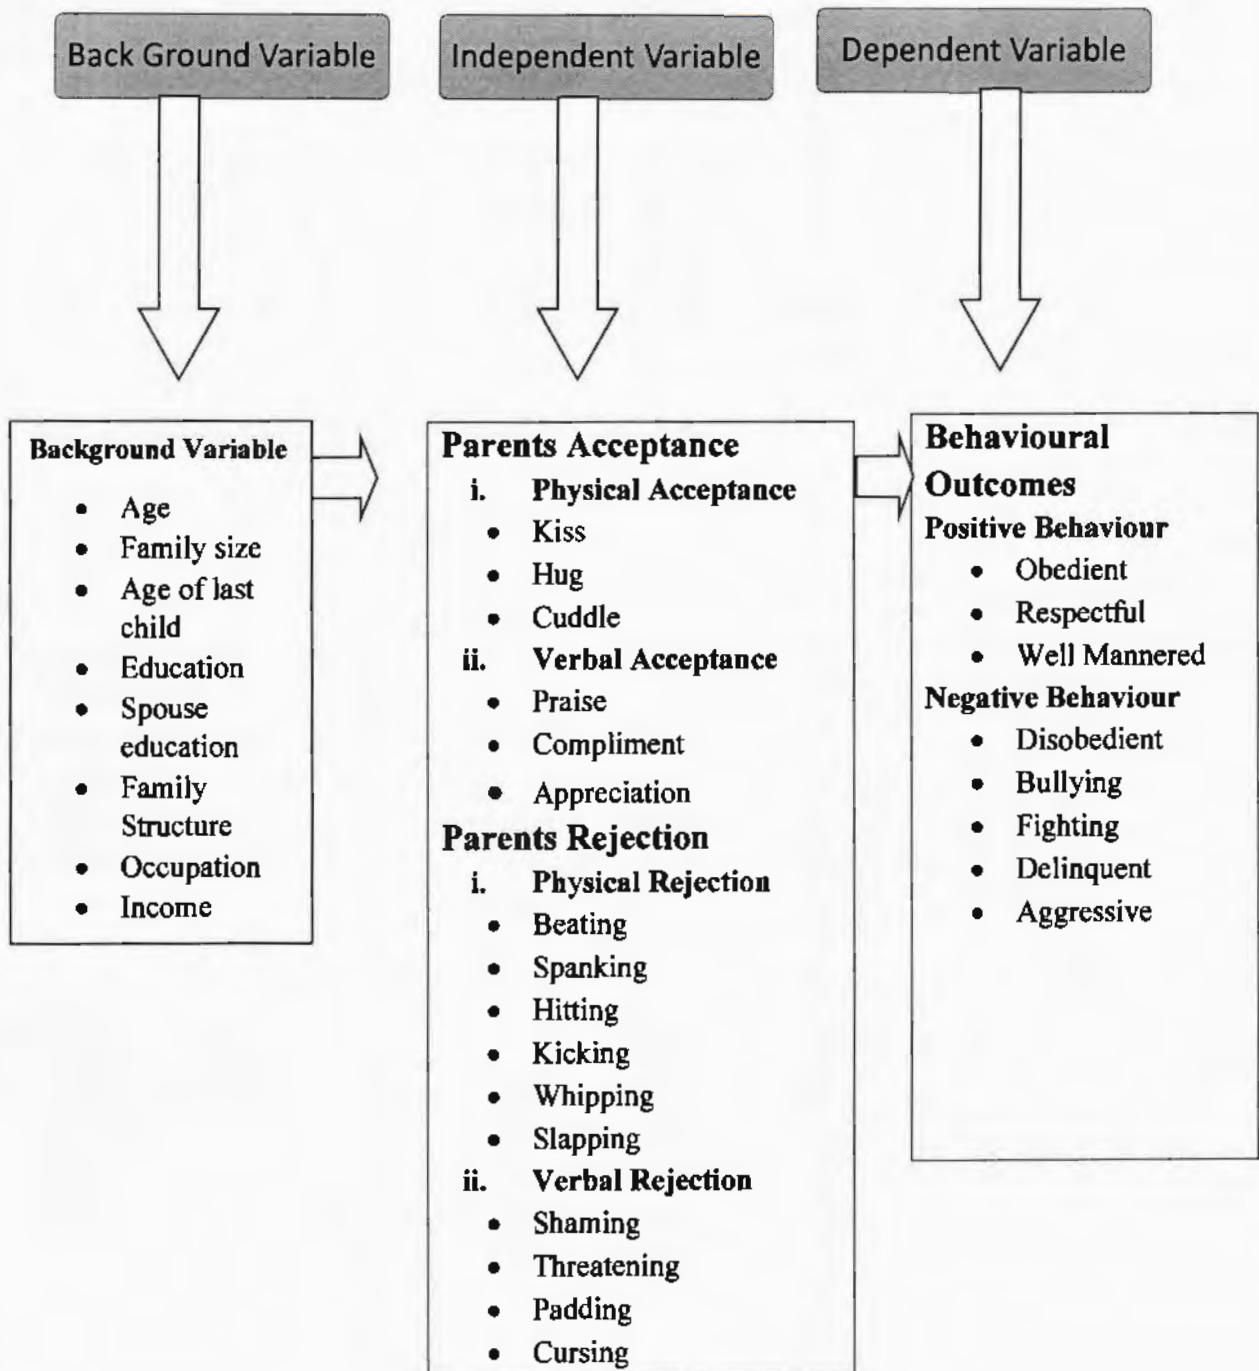 Back Ground Variable
Independent Variable
Dependent Variable
Background Variable
• Age
• Family size
• Age of last
child
• Education
• Spouse
education
• Family
Structure
• Occupation
• Income
Parents Acceptance
i. Physical Acceptance
• Kiss
• Hug
• Cuddle
ii. Verbal Acceptance
• Praise
• Compliment
• Appreciation
Parents Rejection
i. Physical Rejection
• Beating
• Spanking
• Hitting
• Kicking
• Whipping
• Slapping
ii. Verbal Rejection
• Shaming
• Threatening
• Padding
• Cursing
Behavioural
Outcomes
Positive Behaviour
• Obedient
• Respectful
• Well Mannered
Negative Behaviour
• Disobedient
• Bullying
• Fighting
• Delinquent
• Aggressive